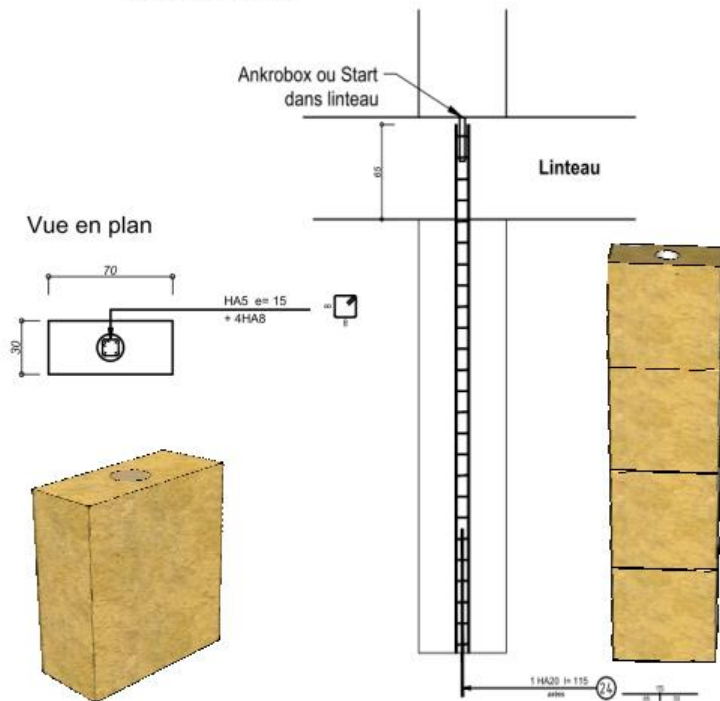 Ankrobox ou Start
dans linteau
65
Linteau
Vue en plan
70
HA5 e= 15
+ 4HA8
8
8
30
1 HA20 l= 115
24
15